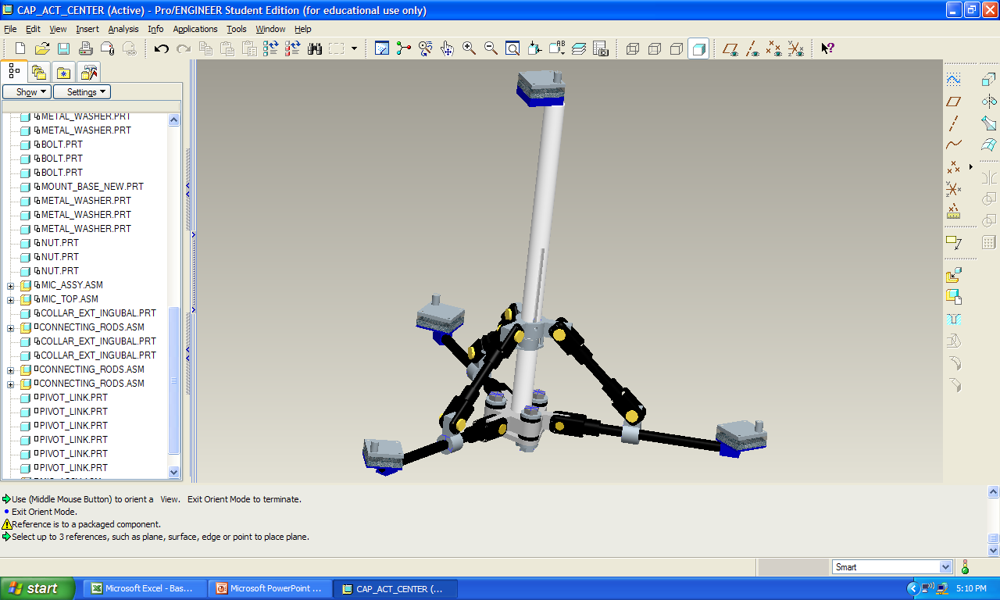 CAP_ACT_CENTER (Active) - Pro/ENGINEER Student Edition (for educational use only)
File Edit View Insert Analysis Info Applications Tools Window Help
Show Settings
METAL_WASHER.PRT
METAL_WASHER.PRT
BOLT.PRT
BOLT.PRT
BOLT.PRT
MOUNT_BASE_NEW.PRT
METAL_WASHER.PRT
METAL_WASHER.PRT
METAL_WASHER.PRT
NUT.PRT
NUT.PRT
NUT.PRT
MIC_ASSY.ASM
MIC_TOP.ASM
COLLAR_EXT_INGUBAL.PRT
CONNECTING_RODS.ASM
COLLAR_EXT_INGUBAL.PRT
COLLAR_EXT_INGUBAL.PRT
CONNECTING_RODS.ASM
CONNECTING_RODS.ASM
PIVOT_LINK.PRT
PIVOT_LINK.PRT
PIVOT_LINK.PRT
PIVOT_LINK.PRT
PIVOT_LINK.PRT
PIVOT_LINK.PRT
Use (Middle Mouse Button) to orient a View. Exit Orient Mode to terminate.
Exit Orient Mode.
Reference is to a packaged component.
Select up to 3 references, such as plane, surface, edge or point to place plane.
Smart
start Microsoft Excel - Bas... Microsoft PowerPoint ... CAP_ACT_CENTER (... 5:10 PM